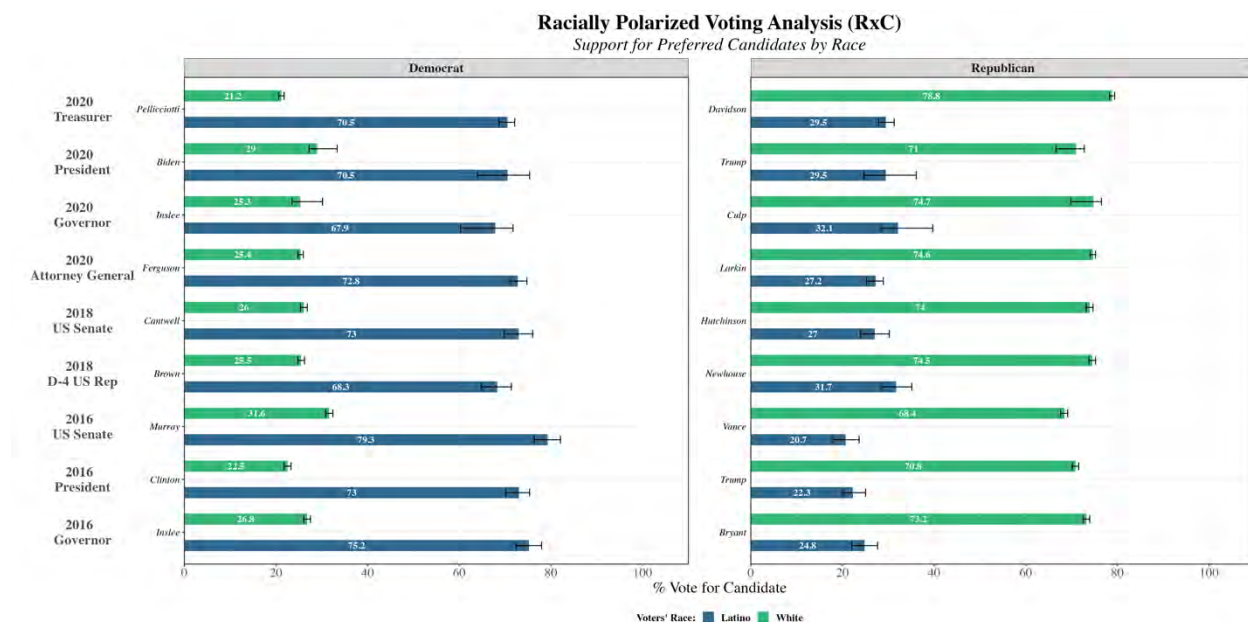 Racially Polarized Voting Analysis (RxC)
Support for Preferred Candidates by Race
Democrat
Republican
2020
Treasurer
Pellicciotti
21.2
70.5
Davidson
78.8
29.5
2020
President
Biden
29
70.5
Trump
71
29.5
2020
Governor
Inslee
25.3
67.9
Culp
74.7
32.1
2020
Attorney General
Ferguson
25.4
72.8
Larkin
74.6
27.2
2018
US Senate
Cantwell
26
73
Hutchinson
74
27
2018
D-4 US Rep
Brown
25.5
68.3
Newhouse
74.5
31.7
2016
US Senate
Murray
31.6
79.3
Vance
68.4
20.7
2016
President
Clinton
22.5
73
Trump
70.8
22.3
2016
Governor
Inslee
26.8
75.2
Bryant
73.2
24.8
0 20 40 60 80 100
0 20 40 60 80 100
% Vote for Candidate
Voters' Race: Latino White